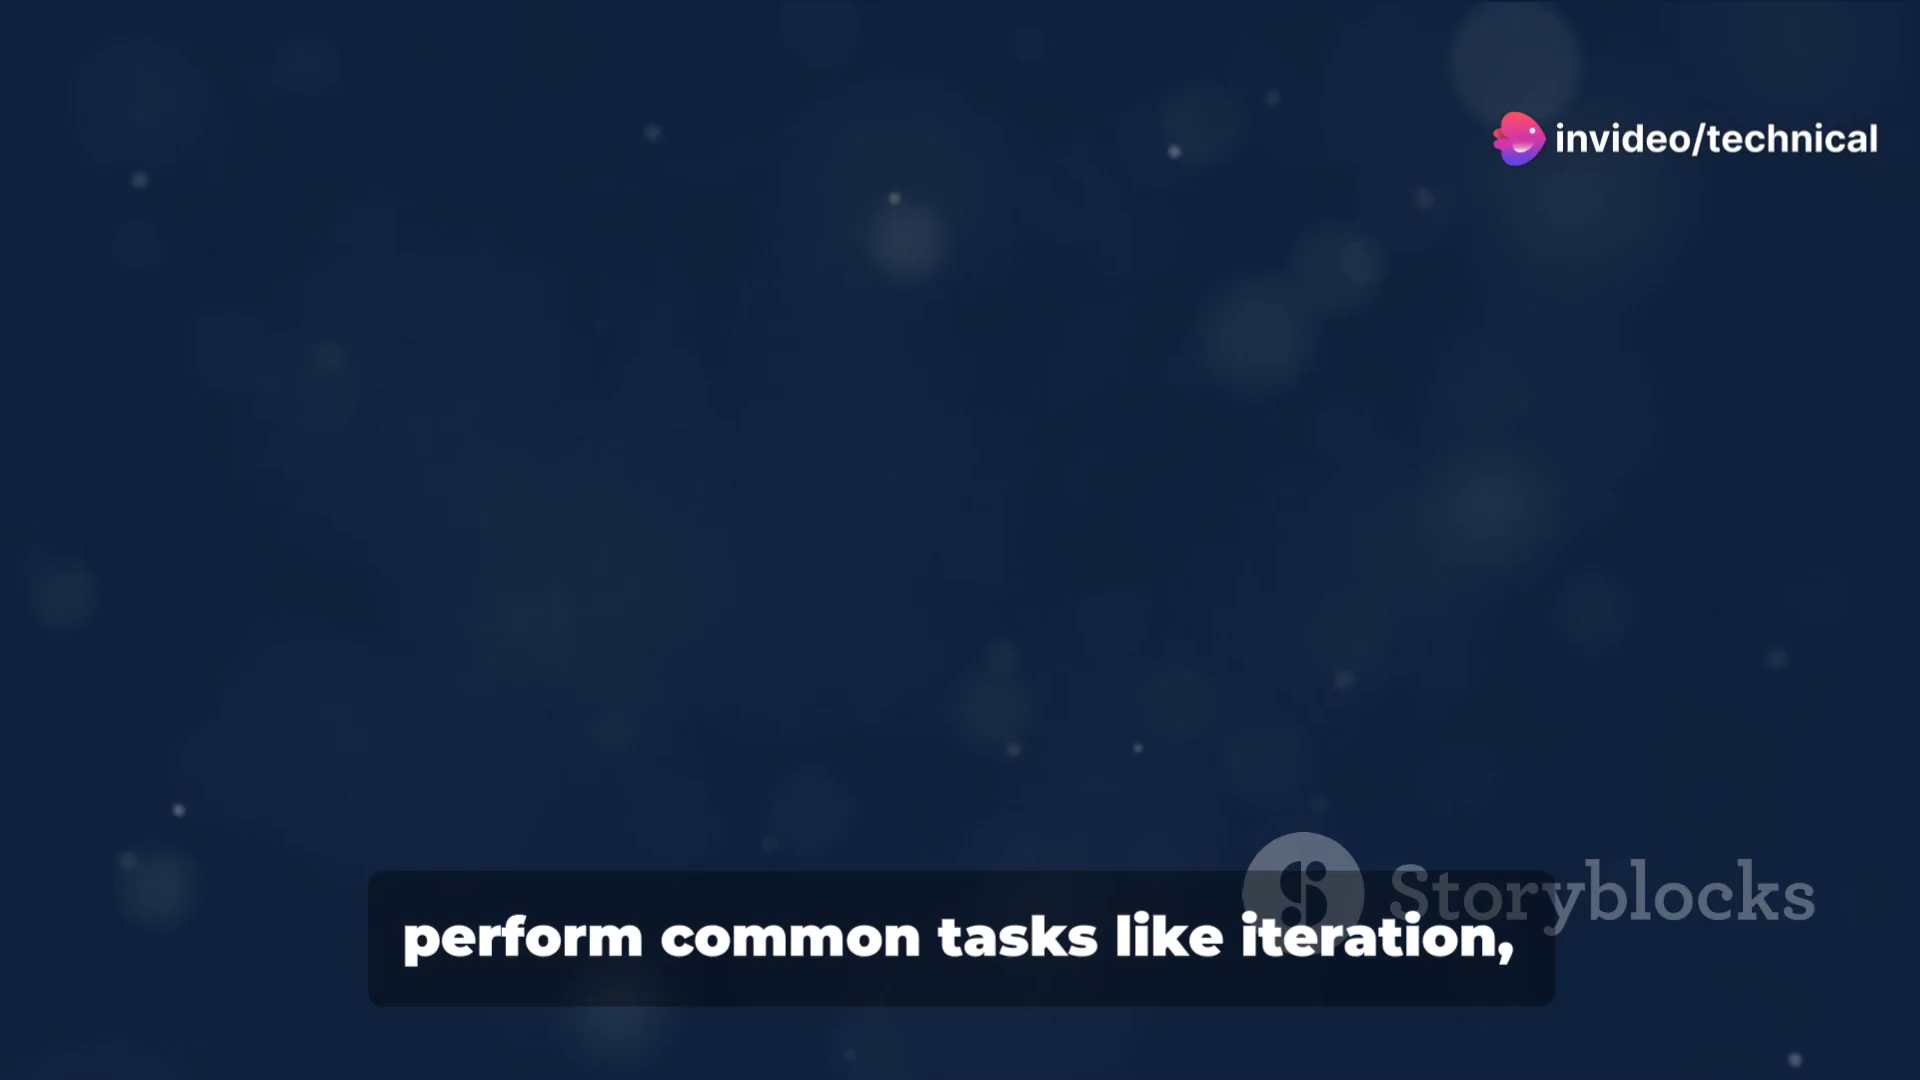 invideo/technical
Storyblocks
perform common tasks like iteration,